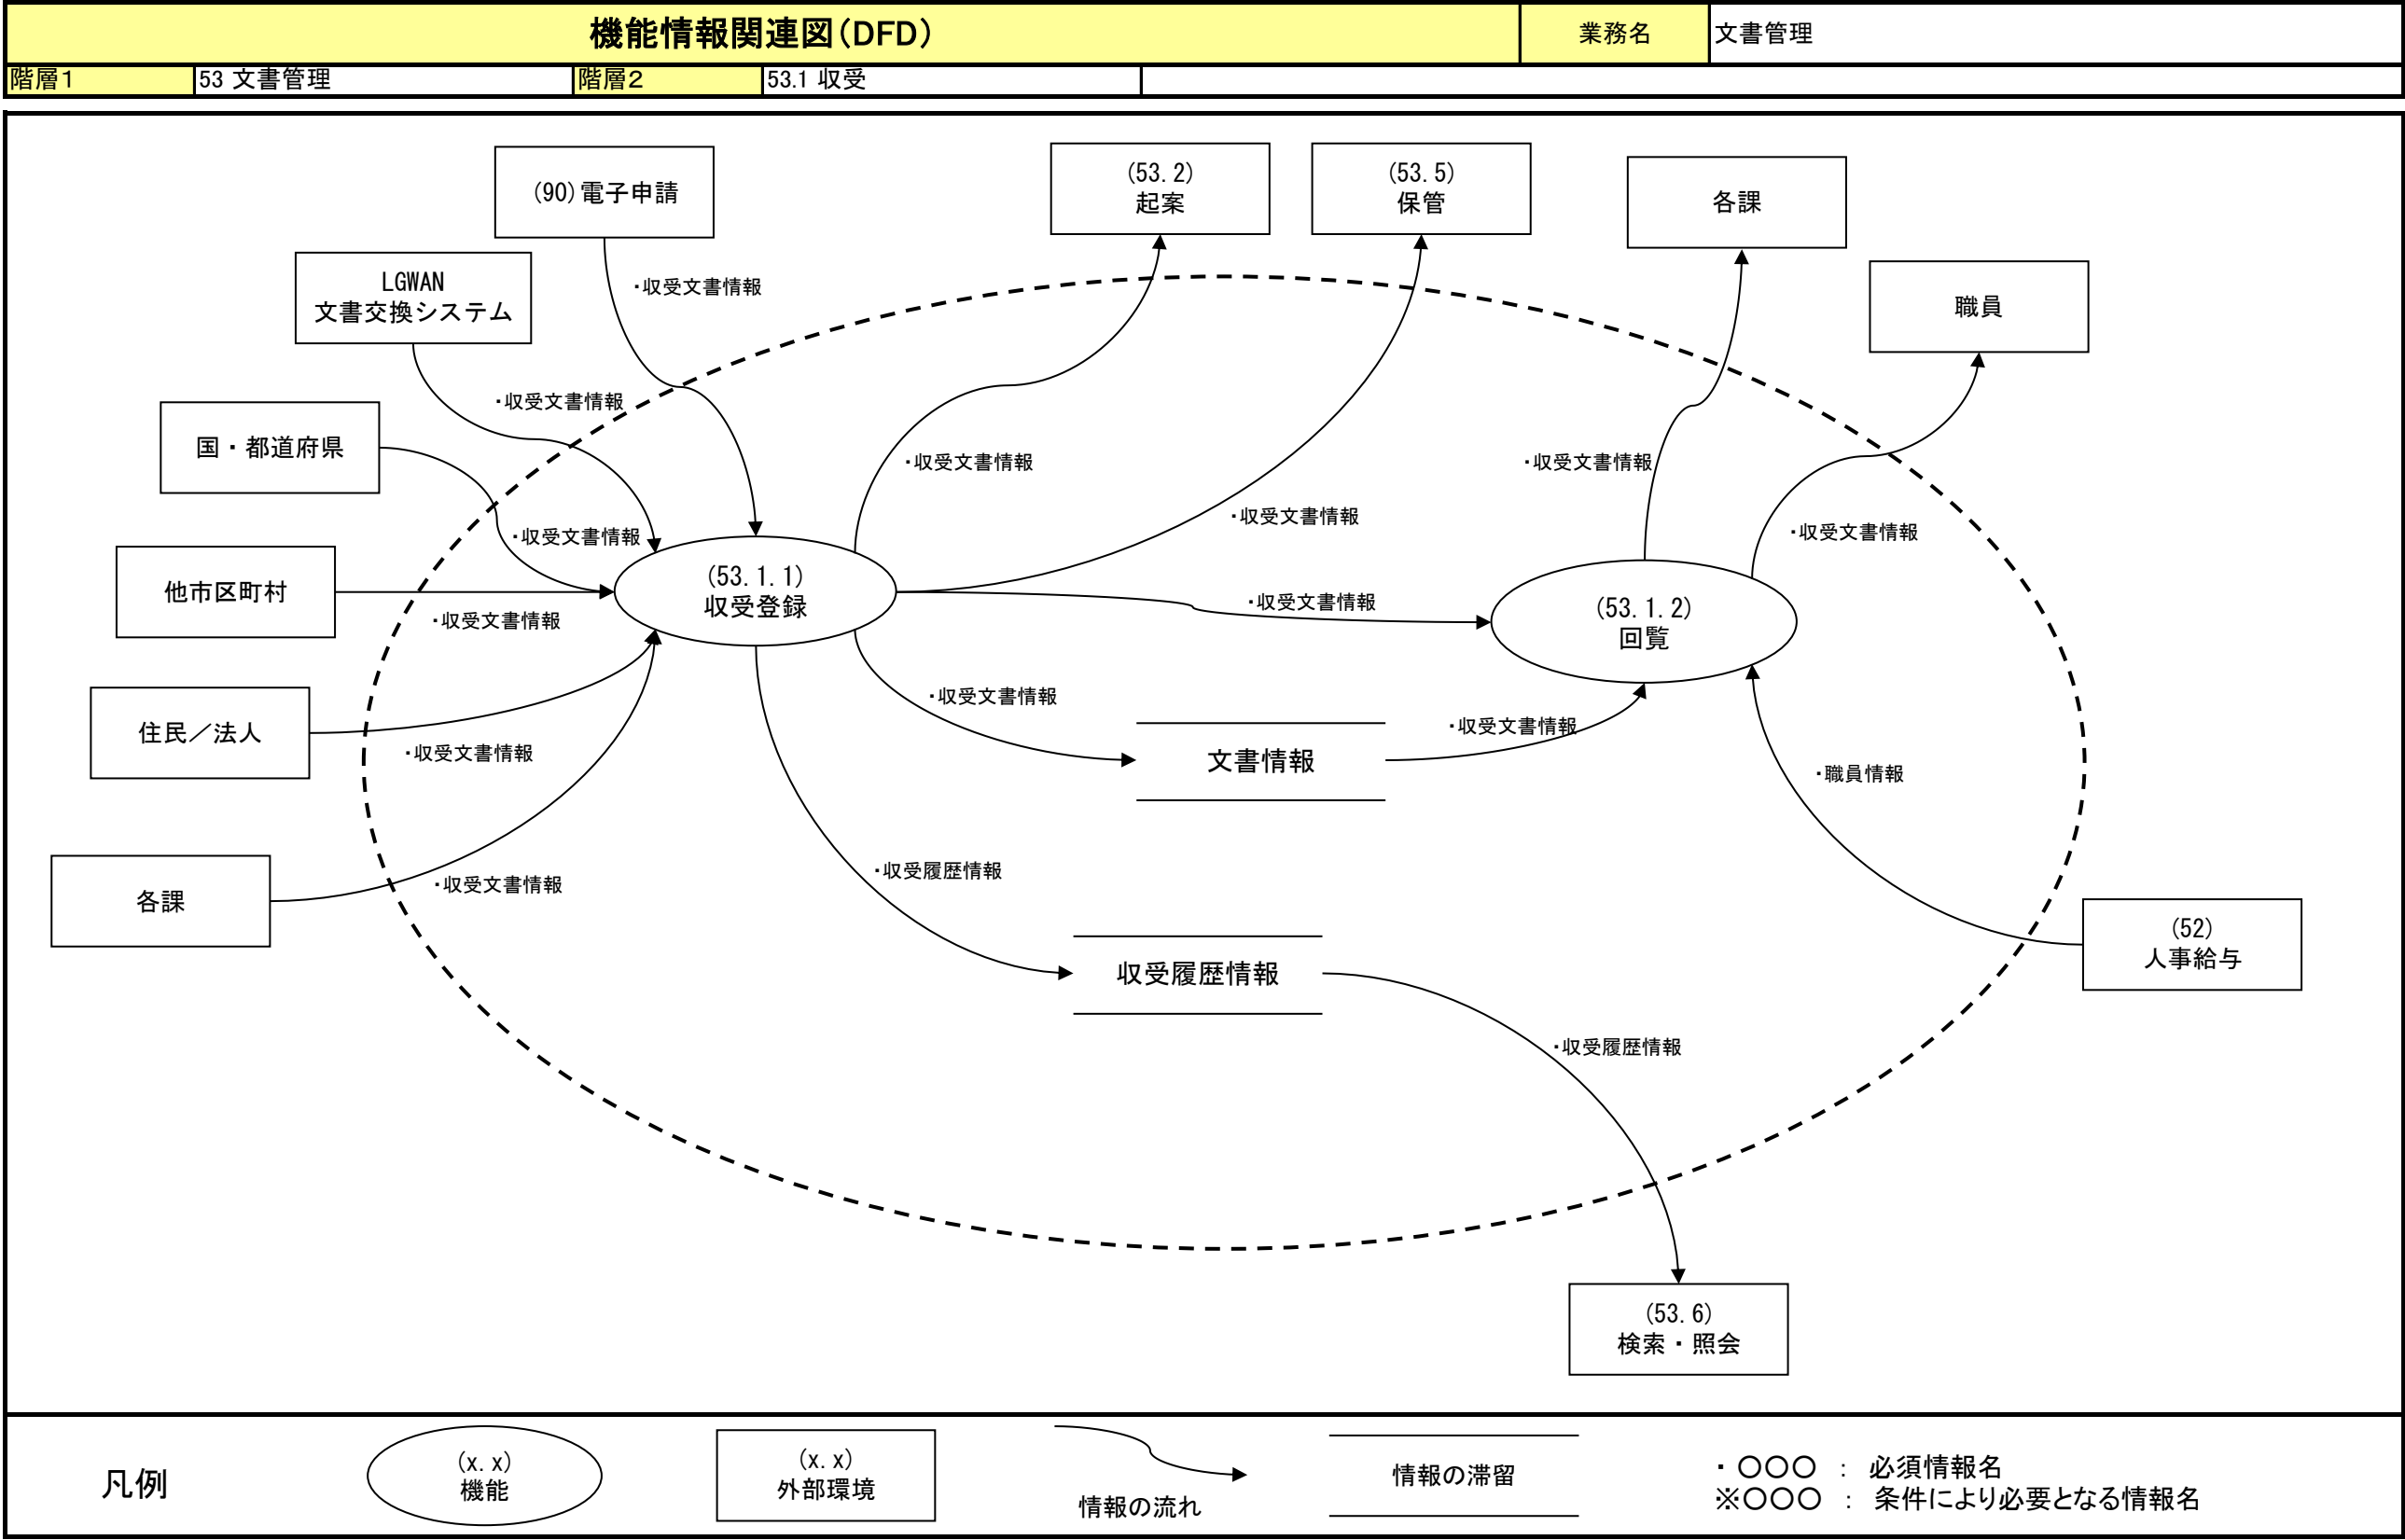 機能情報関連図(DFD)
業務名
文書管理
階層1
53 文書管理
階層2
53.1 収受
(90)電子申請
(53.2)
起案
(53.5)
保管
各課
LGWAN
文書交換システム
・収受文書情報
職員
・収受文書情報
国・都道府県
・収受文書情報
・収受文書情報
・収受文書情報
・収受文書情報
・収受文書情報
他市区町村
(53.1.1)
収受登録
・収受文書情報
(53.1.2)
回覧
・収受文書情報
・収受文書情報
住民／法人
・収受文書情報
・収受文書情報
文書情報
・職員情報
・収受履歴情報
各課
・収受文書情報
(52)
人事給与
収受履歴情報
・収受履歴情報
(53.6)
検索・照会
凡例
(x.x)
機能
(x.x)
外部環境
情報の流れ
情報の滞留
・ 〇〇〇 : 必須情報名
※〇〇〇 : 条件により必要となる情報名